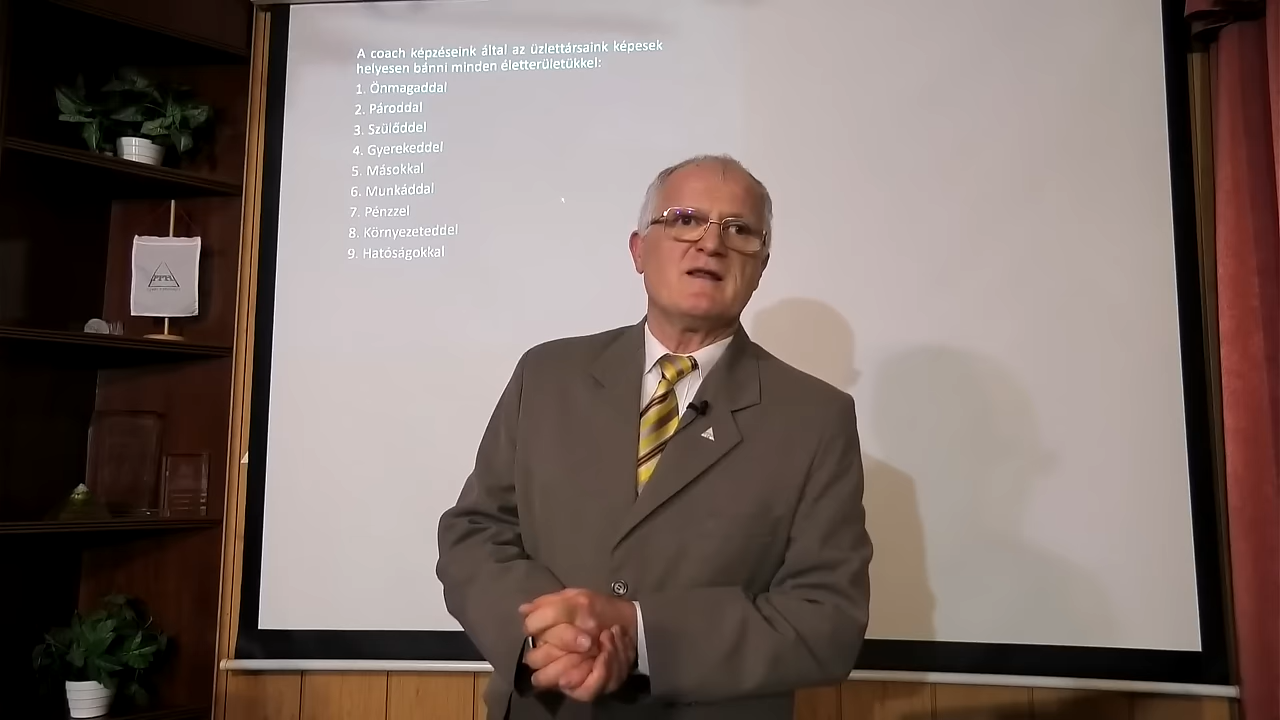 A coach képzéseink által az üzlettársaink képesek
helyesen bánni minden életterületükkel:
1. Önmagaddal
2. Pároddal
3. Szülőddel
4. Gyerekeddel
5. Másokkal
6. Munkáddal
7. Pénzzel
8. Környezeteddel
9. Hatóságokkal